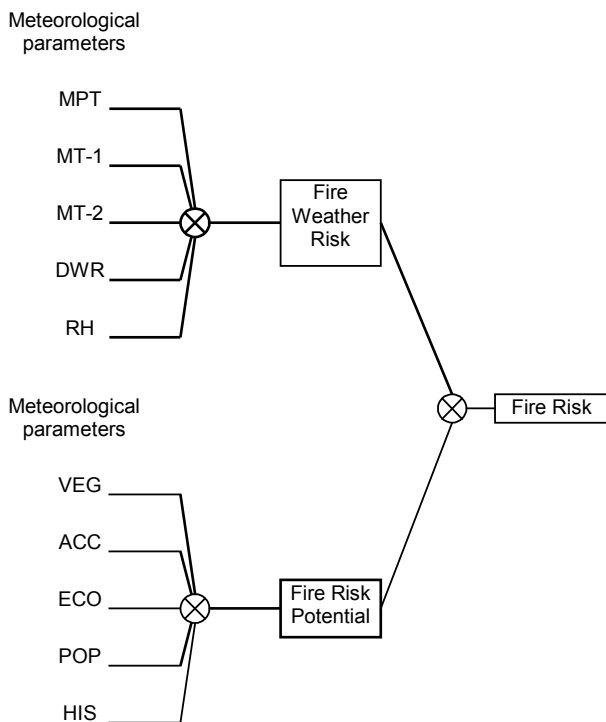 Meteorological
parameters
MPT
MT-1
MT-2
DWR
RH
Fire
Weather
Risk
Fire Risk
Meteorological
parameters
VEG
ACC
ECO
POP
HIS
Fire Risk
Potential